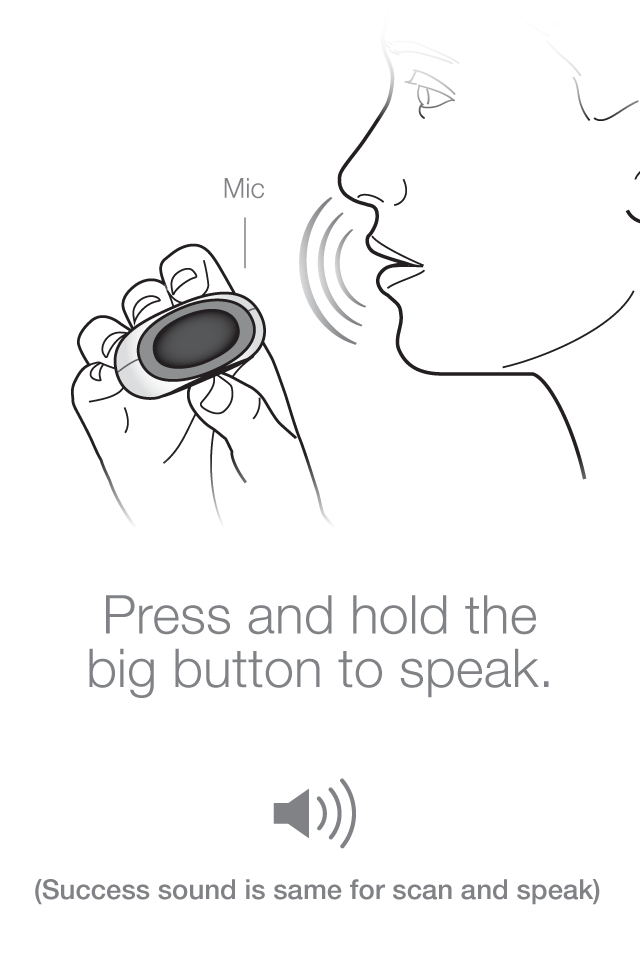 Mic
Press and hold the
big button to speak.
(Success sound is same for scan and speak)